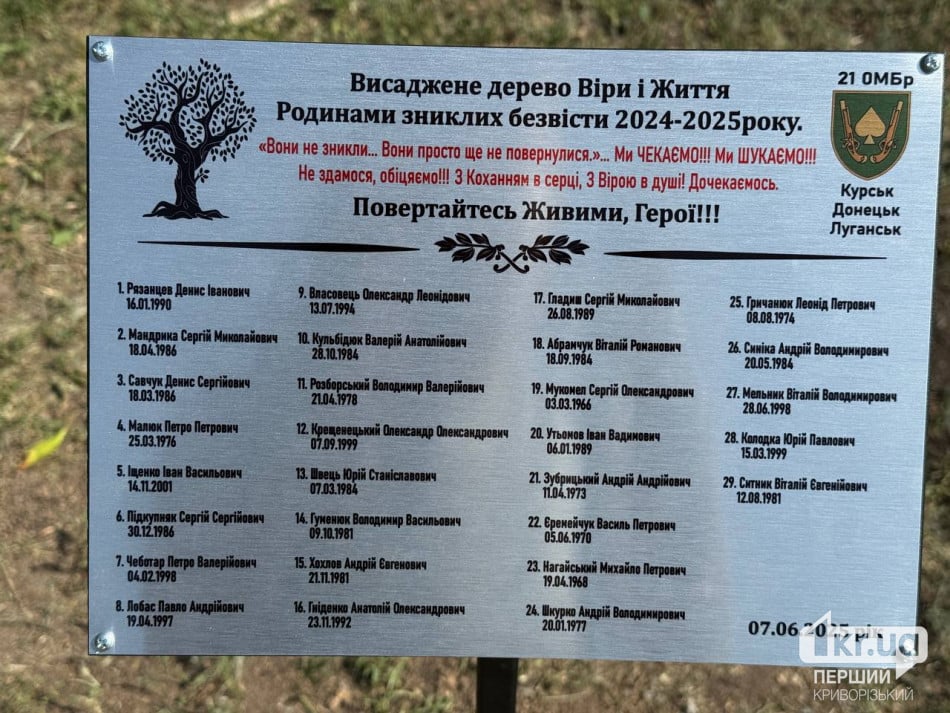 Висаджене дерево Віри і Життя
Родинами зниклих безвісти 2024-2025року.
«Вони не зникли... Вони просто ще не повернулися.»... Ми ЧЕКАЄМО!!! Ми ШУКАЄМО!!!
Не здамося, обіцяємо!!! З Коханням в серці, З Вірою в душі! Дочекаємось.
Повертайтесь Живими, Герої!!!
21 ОМБр
Курськ
Донецьк
Луганськ
1. Рязанцев Денис Іванович
16.01.1990
2. Мандрика Сергій Миколайович
18.04.1986
3. Савчук Денис Сергійович
18.03.1986
4. Малюк Петро Петрович
25.03.1976
5. Іщенко Іван Васильович
14.11.2001
6. Підкупняк Сергій Сергійович
30.12.1986
7. Чеботар Петро Валерійович
04.02.1998
8. Лобас Павло Андрійович
19.04.1997
9. Власовець Олександр Леонідович
13.07.1994
10. Кульбідюк Валерій Анатолійович
28.10.1984
11. Розборський Володимир Валерійович
21.04.1978
12. Крощенецький Олександр Олександрович
07.09.1999
13. Швець Юрій Станіславович
07.03.1984
14. Гуменюк Володимир Васильович
09.10.1981
15. Хохлов Андрій Євгенович
21.11.1981
16. Гніденко Анатолій Олександрович
23.11.1992
17. Гладиш Сергій Миколайович
26.08.1989
18. Абрамчук Віталій Романович
18.09.1984
19. Мукомел Сергій Олександрович
03.03.1966
20. Утьомов Іван Вадимович
06.01.1989
21. Зубрицький Андрій Андрійович
11.04.1973
22. Єремейчук Василь Петрович
05.06.1970
23. Нагайський Михайло Петрович
19.04.1968
24. Шкурко Андрій Володимирович
20.01.1977
25. Гричанюк Леонід Петрович
08.08.1974
26. Синіка Андрій Володимирович
20.05.1984
27. Мельник Віталій Володимирович
28.06.1998
28. Колодка Юрій Павлович
15.03.1999
29. Ситник Віталій Євгенійович
12.08.1981
07.06.2025 рік
1kr.ua
ПЕРШИЙ
КРИВОРІЗЬКИЙ